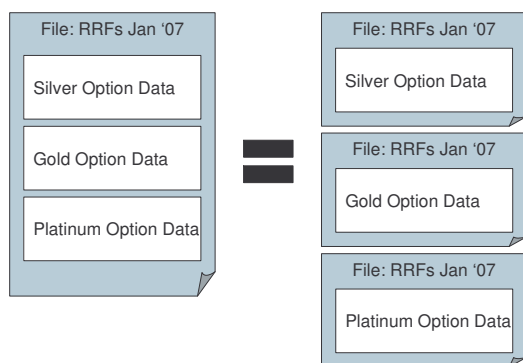 File: RRFs Jan ‘07
Silver Option Data
Gold Option Data
Platinum Option Data
File: RRFs Jan ‘07
Silver Option Data
File: RRFs Jan ‘07
Gold Option Data
File: RRFs Jan ‘07
Platinum Option Data